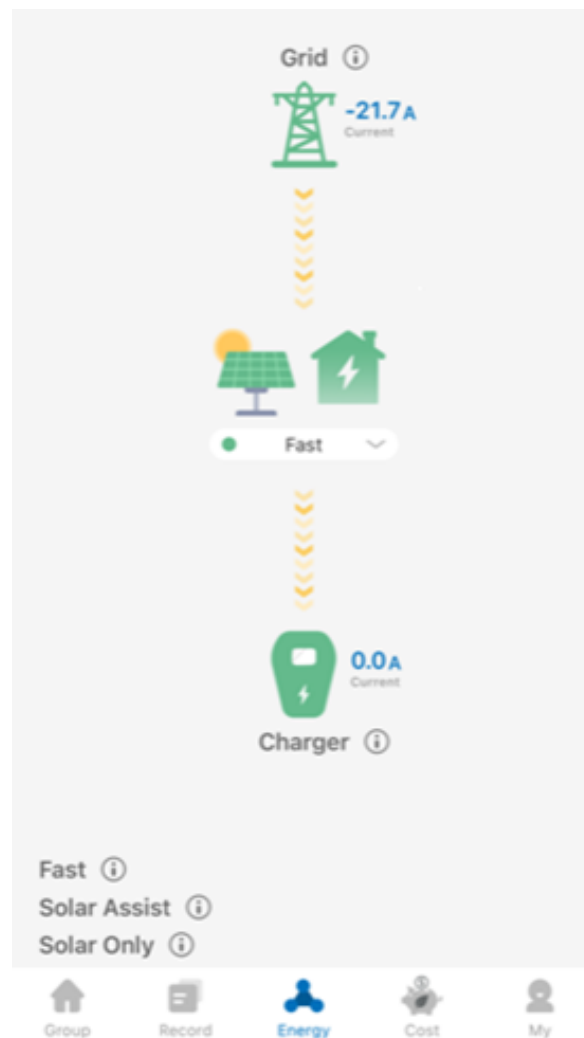 Grid
-21.7A
Current
Fast
0.0A
Current
Charger
Fast
Solar Assist
Solar Only
Group Record Energy Cost My